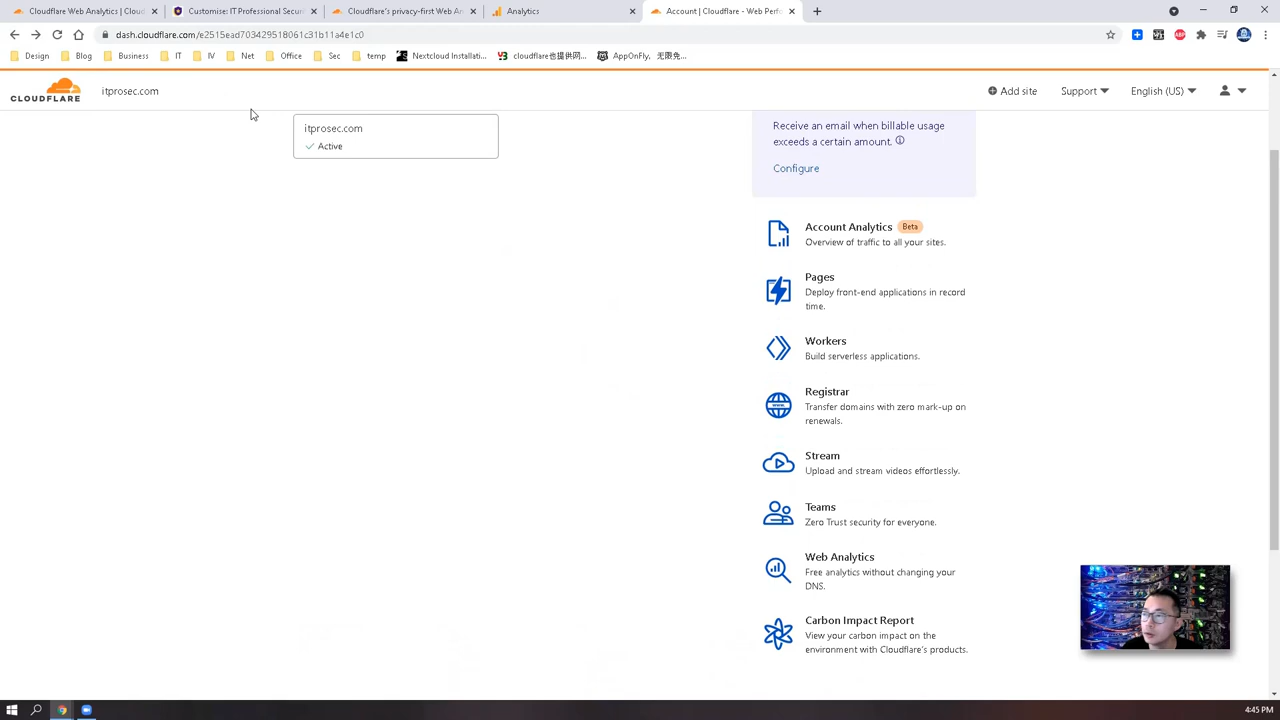 Cloudflare Web Analytics | Cloud
Customise: IT Professional Secur
Cloudflare's privacy-first Web An
Analytics
Account | Cloudflare - Web Perf
dash.cloudflare.com/e2515ead703429518061c31b11a4e1c0
Design
Blog
Business
IT
IV
Net
Office
Sec
temp
Nextcloud Installati...
cloudflare也提供网...
AppOnFly，无限免...
CLOUDFLARE
itprosec.com
Add site
Support
English (US)
itprosec.com
Active
Receive an email when billable usage
exceeds a certain amount.
Configure
Account Analytics Beta
Overview of traffic to all your sites.
Pages
Deploy front-end applications in record
time.
Workers
Build serverless applications.
Registrar
Transfer domains with zero mark-up on
renewals.
Stream
Upload and stream videos effortlessly.
Teams
Zero Trust security for everyone.
Web Analytics
Free analytics without changing your
DNS.
Carbon Impact Report
View your carbon impact on the
environment with Cloudflare's products.
4:45 PM